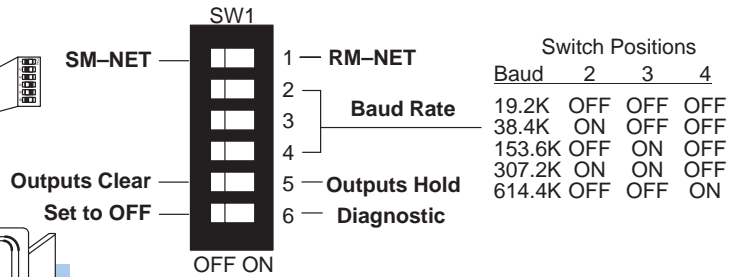 SW1
SM–NET 1 RM–NET
2
3 Baud Rate
4
Outputs Clear 5 Outputs Hold
Set to OFF 6 Diagnostic
OFF ON
Switch Positions
Baud 2 3 4
19.2K OFF OFF OFF
38.4K ON OFF OFF
153.6K OFF ON OFF
307.2K ON ON OFF
614.4K OFF OFF ON